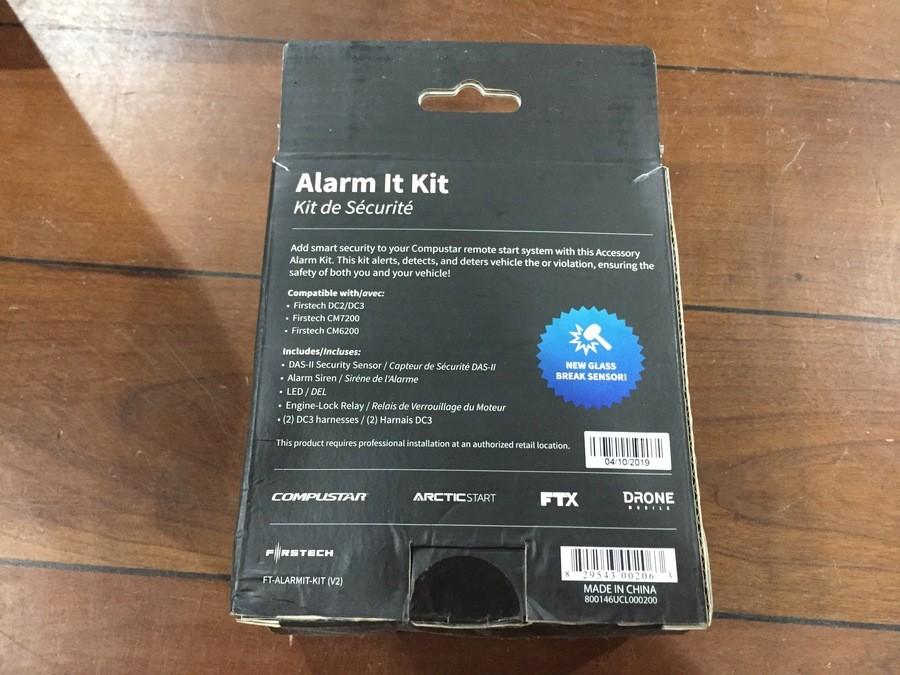 Alarm It Kit
Kit de Sécurité
Add smart security to your Compustar remote start system with this Accessory
Alarm Kit. This kit alerts, detects, and deters vehicle the or violation, ensuring the
safety of both you and your vehicle!
Compatible with/avec:
• Firstech DC2/DC3
• Firstech CM7200
• Firstech CM6200
NEW GLASS
BREAK SENSOR!
Includes/Incluses:
• DAS-II Security Sensor / Capteur de Sécurité DAS-II
• Alarm Siren / Sirène de l'Alarme
• LED / DEL
• Engine-Lock Relay / Relais de Verrouillage du Moteur
• (2) DC3 harnesses / (2) Harnais DC3
This product requires professional installation at an authorized retail location.
04/10/2019
COMPUSTAR ARCTICSTART FTX DRONE
MOBILE
FIRSTECH
FT-ALARMIT-KIT (V2)
8 29543 00206 3
MADE IN CHINA
800146UCL000200